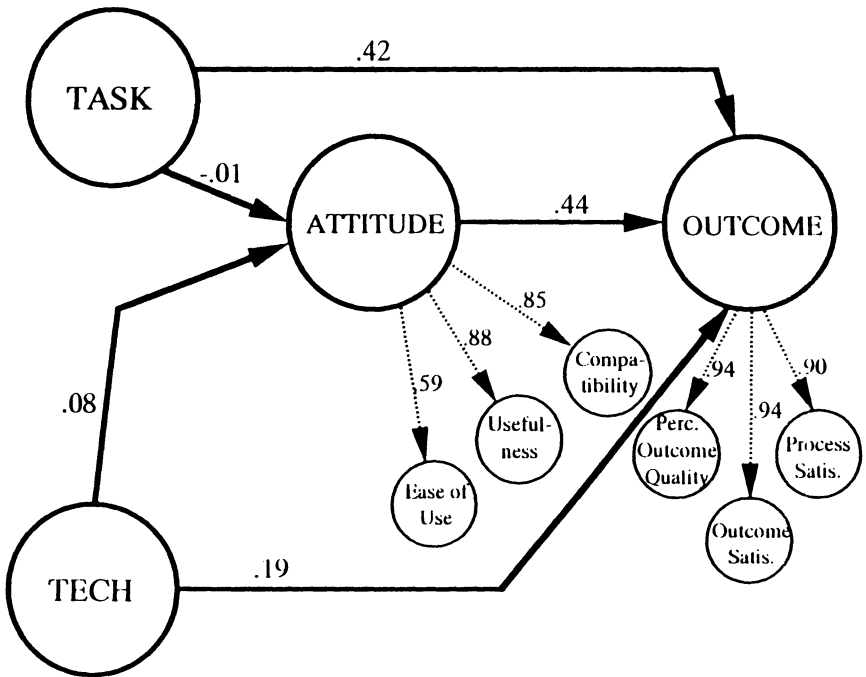 .42
TASK
-.01
ATTITUDE
.44
OUTCOME
.85
.88
.59
Compa-
tibility
Useful-
ness
Ease of
Use
.94
.94
.90
Perc.
Outcome
Quality
Process
Satis.
Outcome
Satis.
.08
.19
TECH